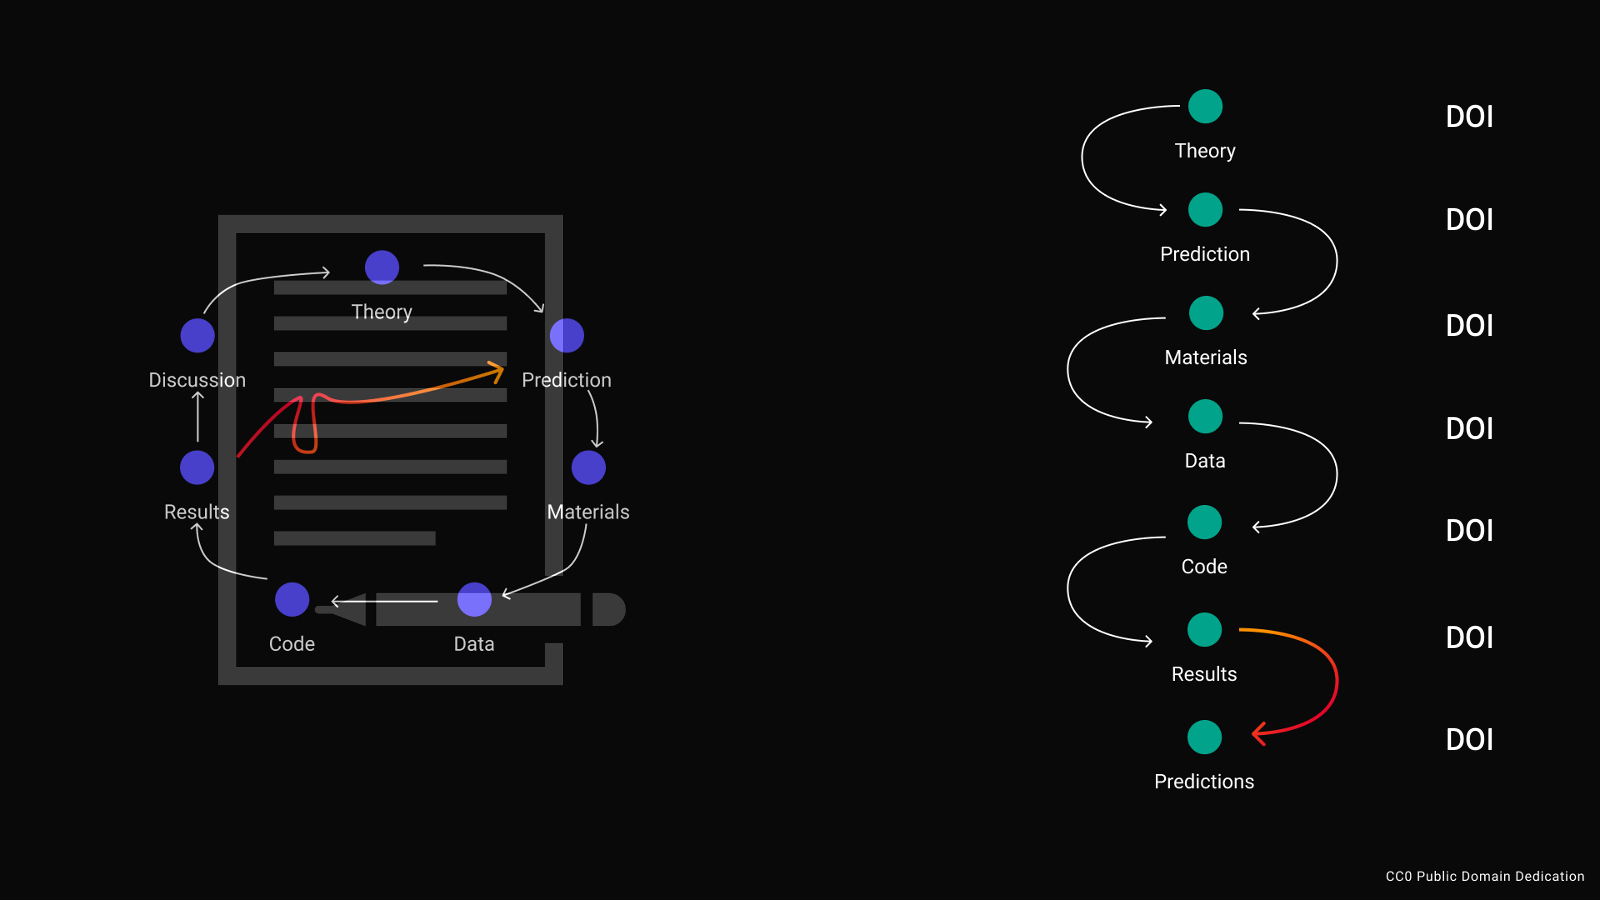 Theory
Discussion
Prediction
Results
Materials
Code
Data
Theory
DOI
Prediction
DOI
Materials
DOI
Data
DOI
Code
DOI
Results
DOI
Predictions
DOI
CC0 Public Domain Dedication